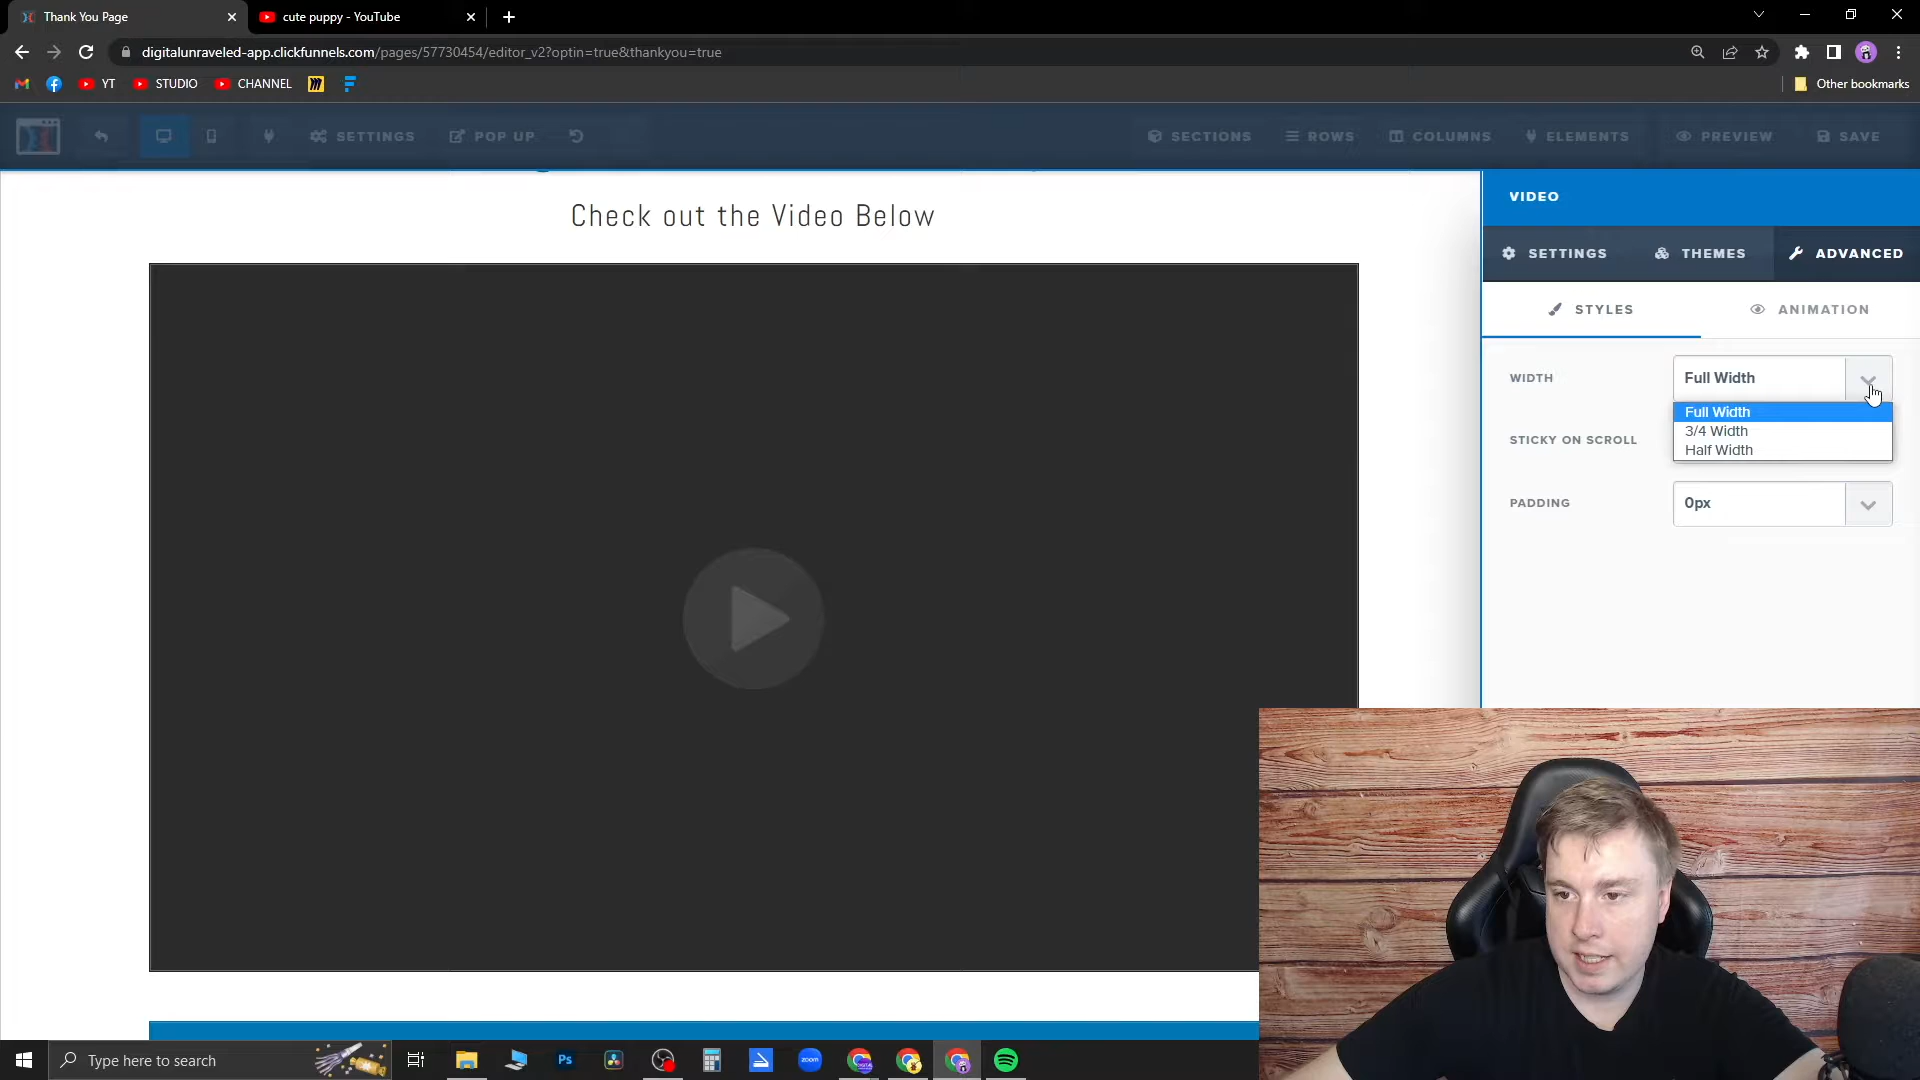 Thank You Page
cute puppy - YouTube
digitalunraveled-app.clickfunnels.com/pages/57730454/editor_v2?optin=true&thankyou=true
YT
STUDIO
CHANNEL
Other bookmarks
SETTINGS
POP UP
SECTIONS
ROWS
COLUMNS
ELEMENTS
PREVIEW
SAVE
Check out the Video Below
VIDEO
SETTINGS
THEMES
ADVANCED
STYLES
ANIMATION
WIDTH
Full Width
Full Width
3/4 Width
Half Width
STICKY ON SCROLL
PADDING
0px
Type here to search
Ps
zoom